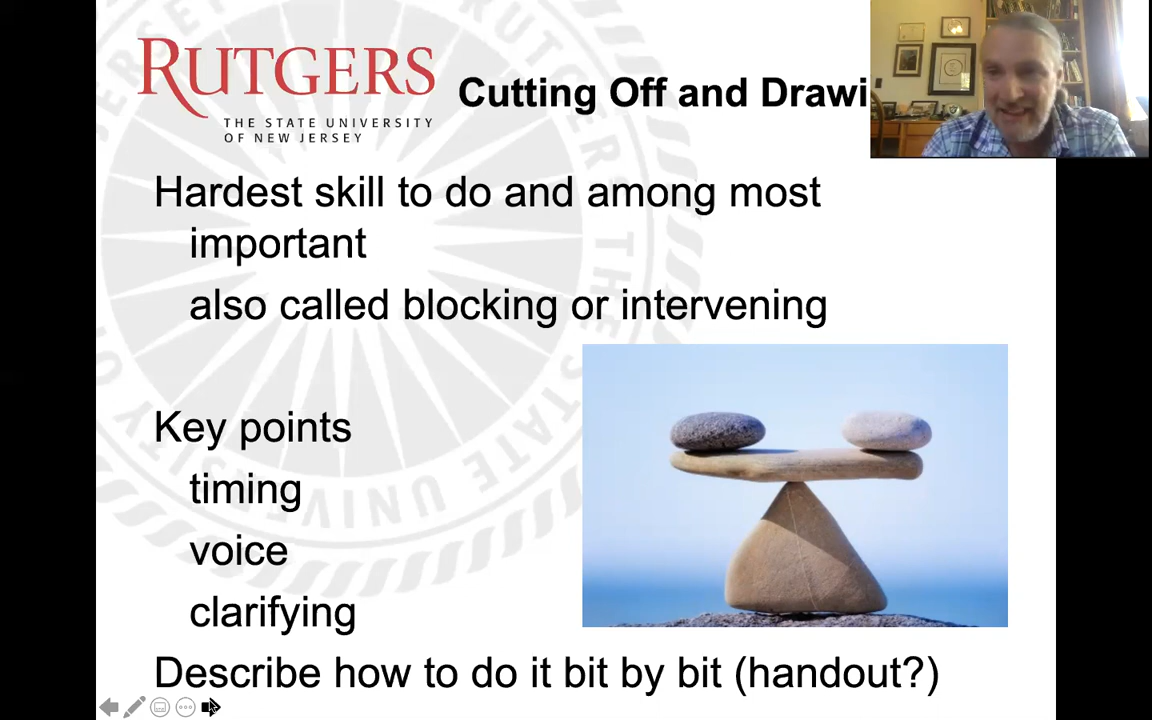 RUTGERS
THE STATE UNIVERSITY
OF NEW JERSEY
Cutting Off and Drawi
Hardest skill to do and among most
important
also called blocking or intervening
Key points
timing
voice
clarifying
Describe how to do it bit by bit (handout?)